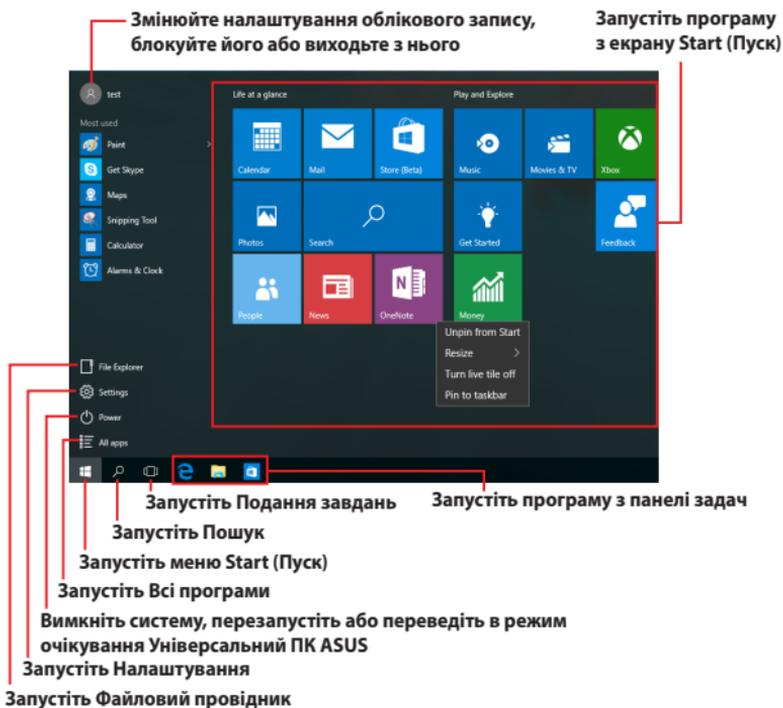 Змінюйте налаштування облікового запису,
блокуйте його або виходьте з нього
Запустіть програму
з екрану Start (Пуск)
test
Most used
Paint
Get Skype
Maps
Snipping Tool
Calculator
Alarms & Clock
File Explorer
Settings
Power
All apps
Life at a glance
Play and Explore
Calendar
Mail
Store (Beta)
Music
Movies & TV
Xbox
Photos
Search
Get Started
Feedback
People
News
OneNote
Money
Unpin from Start
Resize
Turn live tile off
Pin to taskbar
Запустіть Подання завдань
Запустіть програму з панелі задач
Запустіть Пошук
Запустіть меню Start (Пуск)
Запустіть Всі програми
Вимкніть систему, перезапустіть або переведіть в режим
очікування Універсальний ПК ASUS
Запустіть Налаштування
Запустіть Файловий провідник